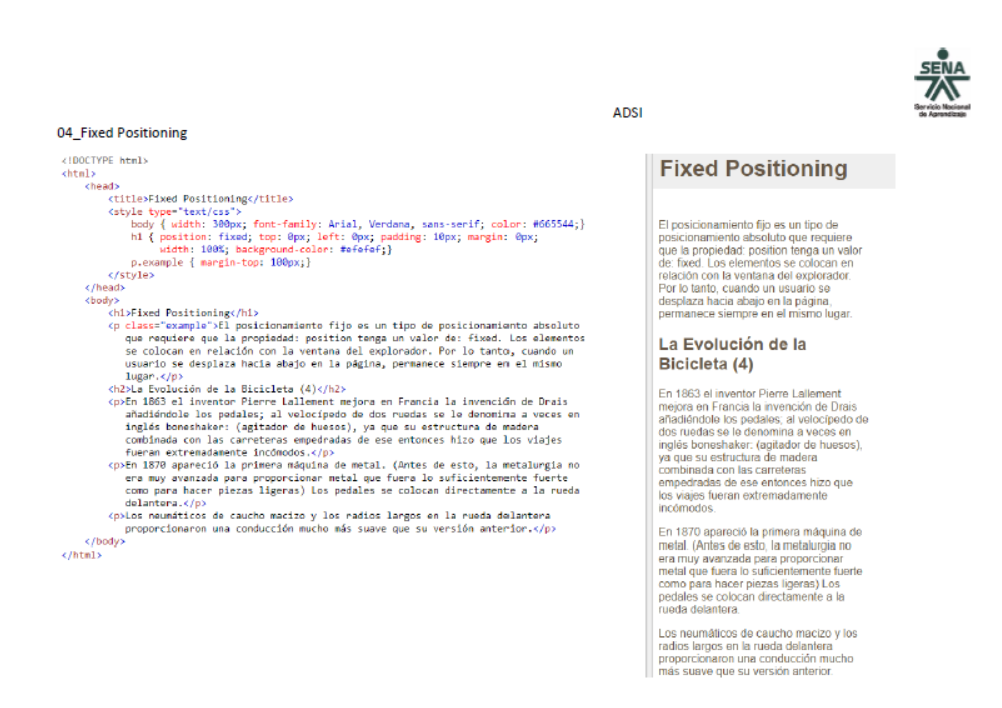 SENA
Servicio Nacional
de Aprendizaje
ADSI
04_Fixed Positioning
<!DOCTYPE html>
<html>
<head>
<title>Fixed Positioning</title>
<style type="text/css">
body { width: 300px; font-family: Arial, Verdana, sans-serif; color: #665544;}
h1 { position: fixed; top: 0px; left: 0px; padding: 10px; margin: 0px;
width: 100%; background-color: #efefef;}
p.example { margin-top: 100px;}
</style>
</head>
<body>
<h1>Fixed Positioning</h1>
<p class="example">El posicionamiento fijo es un tipo de posicionamiento absoluto
que requiere que la propiedad: position tenga un valor de: fixed. Los elementos
se colocan en relación con la ventana del explorador. Por lo tanto, cuando un
usuario se desplaza hacia abajo en la página, permanece siempre en el mismo
lugar.</p>
<h2>La Evolución de la Bicicleta (4)</h2>
<p>En 1863 el inventor Pierre Lallement mejora en Francia la invención de Drais
añadiéndole los pedales; al velocípedo de dos ruedas se le denomina a veces en
inglés boneshaker: (agitador de huesos), ya que su estructura de madera
combinada con las carreteras empedradas de ese entonces hizo que los viajes
fueran extremadamente incómodos.</p>
<p>En 1870 apareció la primera máquina de metal. (Antes de esto, la metalurgia no
era muy avanzada para proporcionar metal que fuera lo suficientemente fuerte
como para hacer piezas ligeras) Los pedales se colocan directamente a la rueda
delantera.</p>
<p>Los neumáticos de caucho macizo y los radios largos en la rueda delantera
proporcionaron una conducción mucho más suave que su versión anterior.</p>
</body>
</html>
Fixed Positioning
El posicionamiento fijo es un tipo de
posicionamiento absoluto que requiere
que la propiedad: position tenga un valor
de: fixed. Los elementos se colocan en
relación con la ventana del explorador.
Por lo tanto, cuando un usuario se
desplaza hacia abajo en la página,
permanece siempre en el mismo lugar.
La Evolución de la
Bicicleta (4)
En 1863 el inventor Pierre Lallement
mejora en Francia la invención de Drais
añadiéndole los pedales; al velocípedo de
dos ruedas se le denomina a veces en
inglés boneshaker: (agitador de huesos),
ya que su estructura de madera
combinada con las carreteras
empedradas de ese entonces hizo que
los viajes fueran extremadamente
incómodos.
En 1870 apareció la primera máquina de
metal. (Antes de esto, la metalurgia no
era muy avanzada para proporcionar
metal que fuera lo suficientemente fuerte
como para hacer piezas ligeras) Los
pedales se colocan directamente a la
rueda delantera.
Los neumáticos de caucho macizo y los
radios largos en la rueda delantera
proporcionaron una conducción mucho
más suave que su versión anterior.